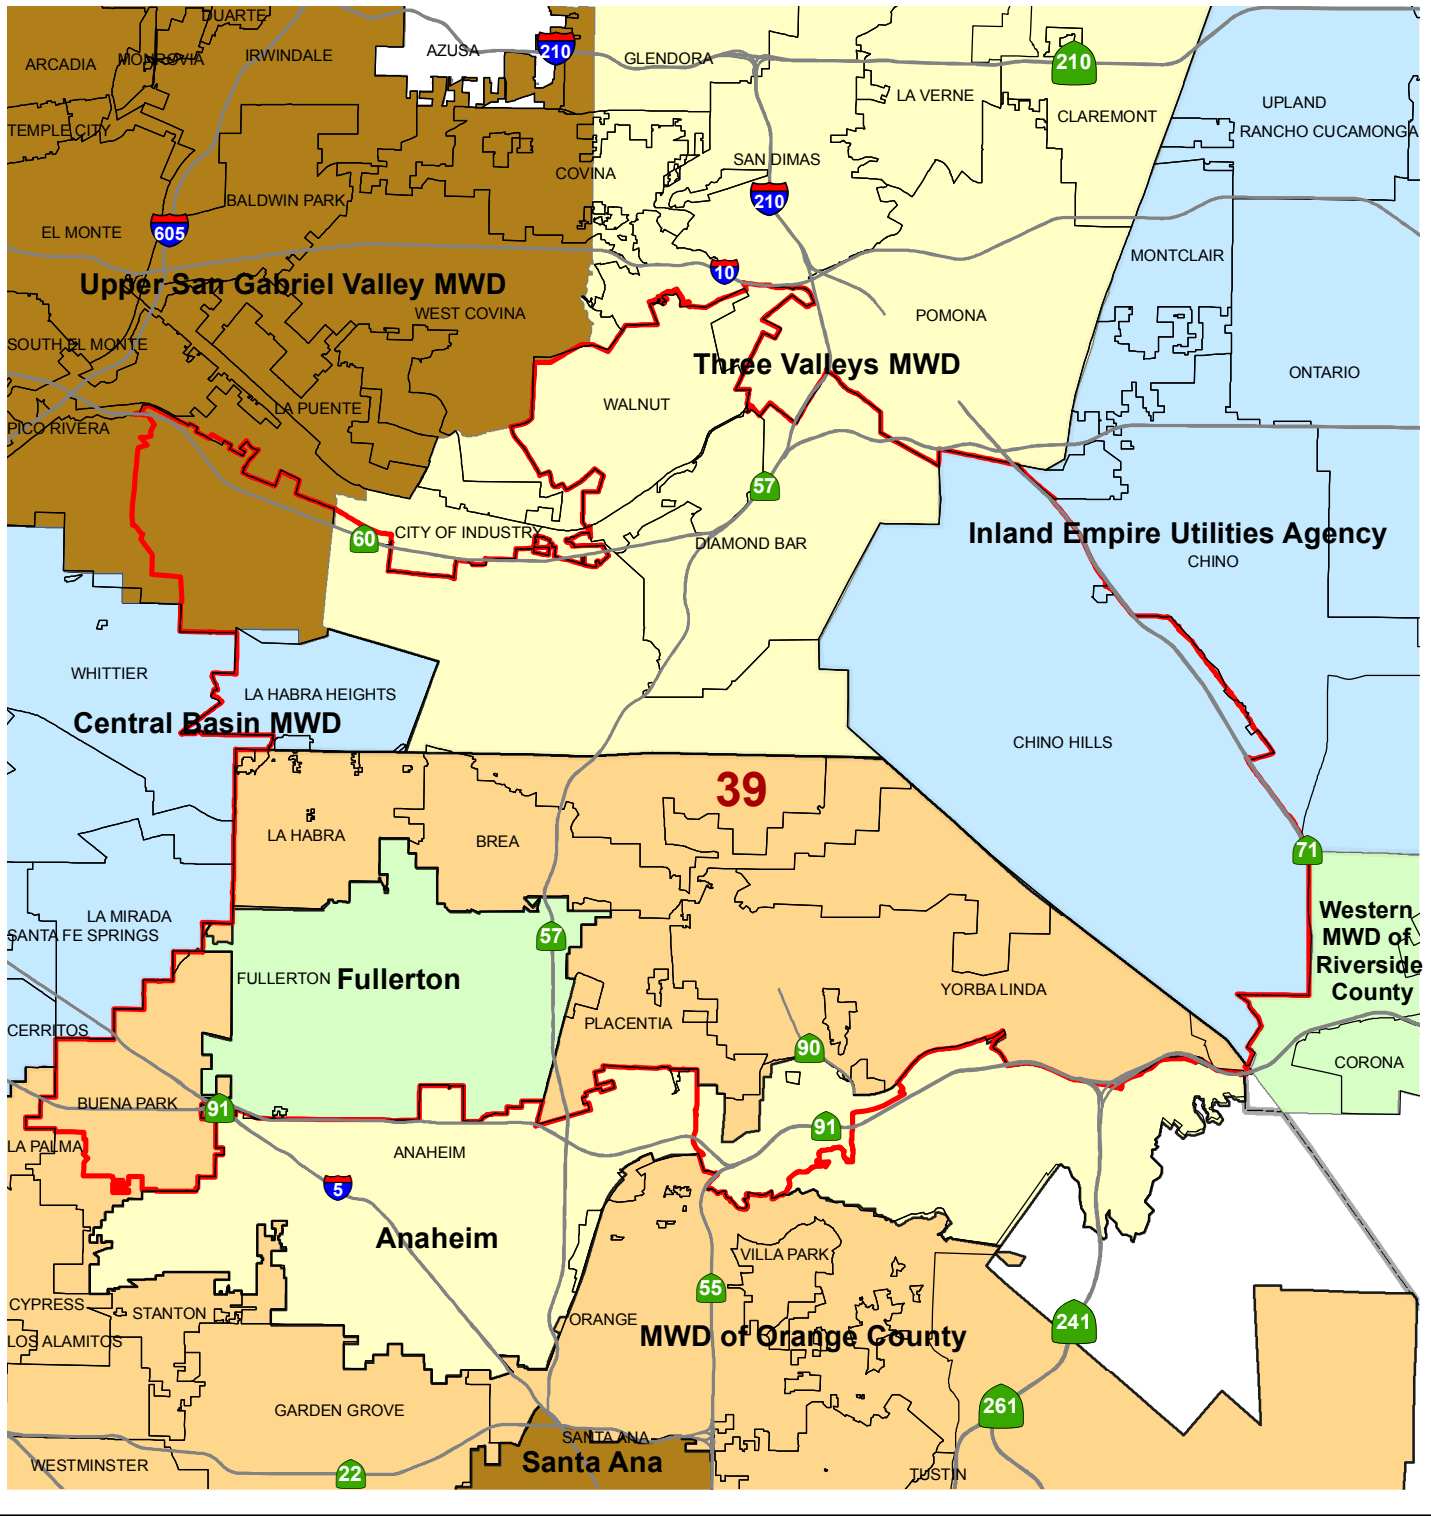 DUARTE
ARCADIA
MONROVIA
IRWINDALE
AZUSA
210
GLENDORA
210
LA VERNE
CLAREMONT
UPLAND
RANCHO CUCAMONGA
TEMPLE CITY
COVINA
SAN DIMAS
BALDWIN PARK
210
EL MONTE
605
MONTCLAIR
10
Upper San Gabriel Valley MWD
WEST COVINA
POMONA
SOUTH EL MONTE
Three Valleys MWD
ONTARIO
LA PUENTE
WALNUT
PICO RIVERA
57
60
CITY OF INDUSTRY
DIAMOND BAR
Inland Empire Utilities Agency
CHINO
WHITTIER
LA HABRA HEIGHTS
Central Basin MWD
CHINO HILLS
39
LA HABRA
BREA
71
LA MIRADA
SANTA FE SPRINGS
57
Western
MWD of
Riverside
County
FULLERTON
Fullerton
YORBA LINDA
PLACENTIA
CERRITOS
90
CORONA
BUENA PARK
91
91
LA PALMA
ANAHEIM
5
Anaheim
VILLA PARK
55
CYPRESS
STANTON
ORANGE
241
LOS ALAMITOS
MWD of Orange County
GARDEN GROVE
261
SANTA ANA
Santa Ana
WESTMINSTER
22
TUSTIN